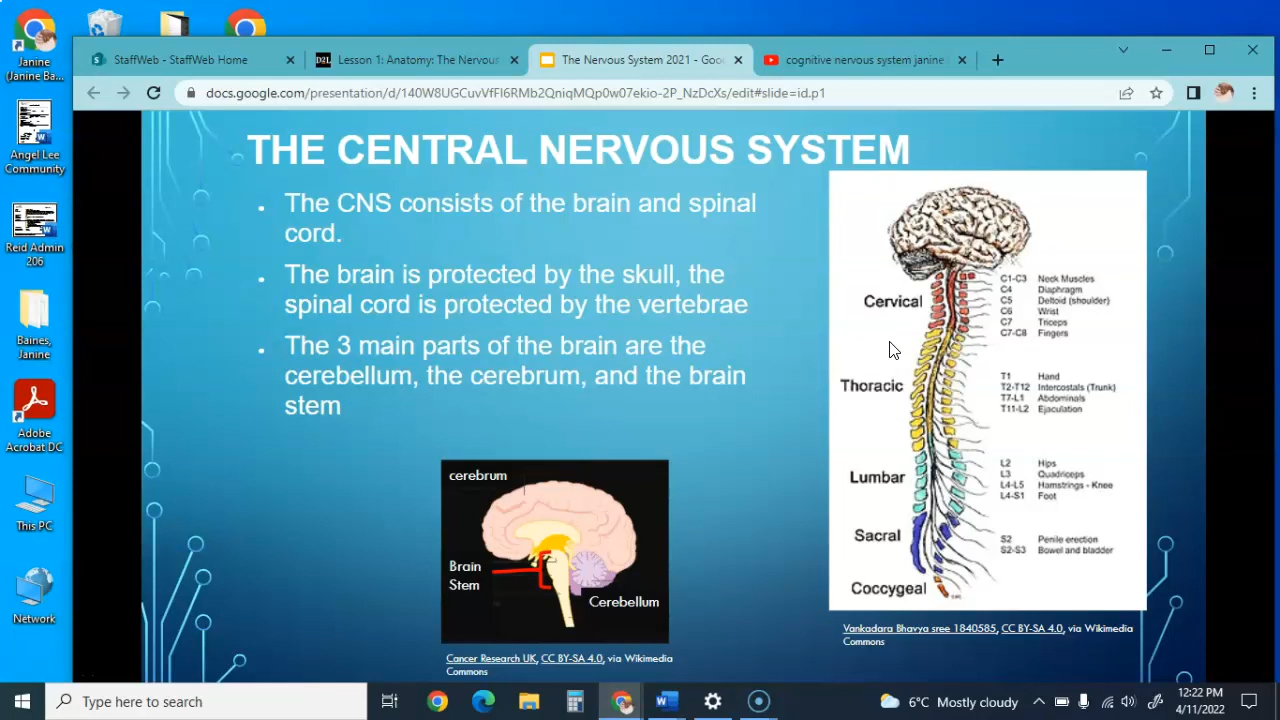 Janine
(Janine Ba...
Angel Lee
Community
Reid Admin
206
Baines,
Janine
Adobe
Acrobat DC
This PC
Network
StaffWeb - StaffWeb Home
D2L
Lesson 1: Anatomy: The Nervous
The Nervous System 2021 - Goo
cognitive nervous system janine
docs.google.com/presentation/d/140W8UGCuvVfFI6RMb2QniqMQp0w07ekio-2P_NzDcXs/edit#slide=id.p1
THE CENTRAL NERVOUS SYSTEM
The CNS consists of the brain and spinal
cord.
The brain is protected by the skull, the
spinal cord is protected by the vertebrae
The 3 main parts of the brain are the
cerebellum, the cerebrum, and the brain
stem
cerebrum
Brain
Stem
Cerebellum
Cancer Research UK, CC BY-SA 4.0, via Wikimedia
Commons
Cervical
Thoracic
Lumbar
Sacral
Coccygeal
C1-C3 Neck Muscles
C4 Diaphragm
C5 Deltoid (shoulder)
C6 Wrist
C7 Triceps
C7-C8 Fingers
T1 Hand
T2-T12 Intercostals (Trunk)
T7-L1 Abdominals
T11-L2 Ejaculation
L2 Hips
L3 Quadriceps
L4-L5 Hamstrings - Knee
L4-S1 Foot
S2 Penile erection
S2-S3 Bowel and bladder
Vankadara Bhavya sree 1840585, CC BY-SA 4.0, via Wikimedia
Commons
Type here to search
6°C Mostly cloudy
12:22 PM
4/11/2022